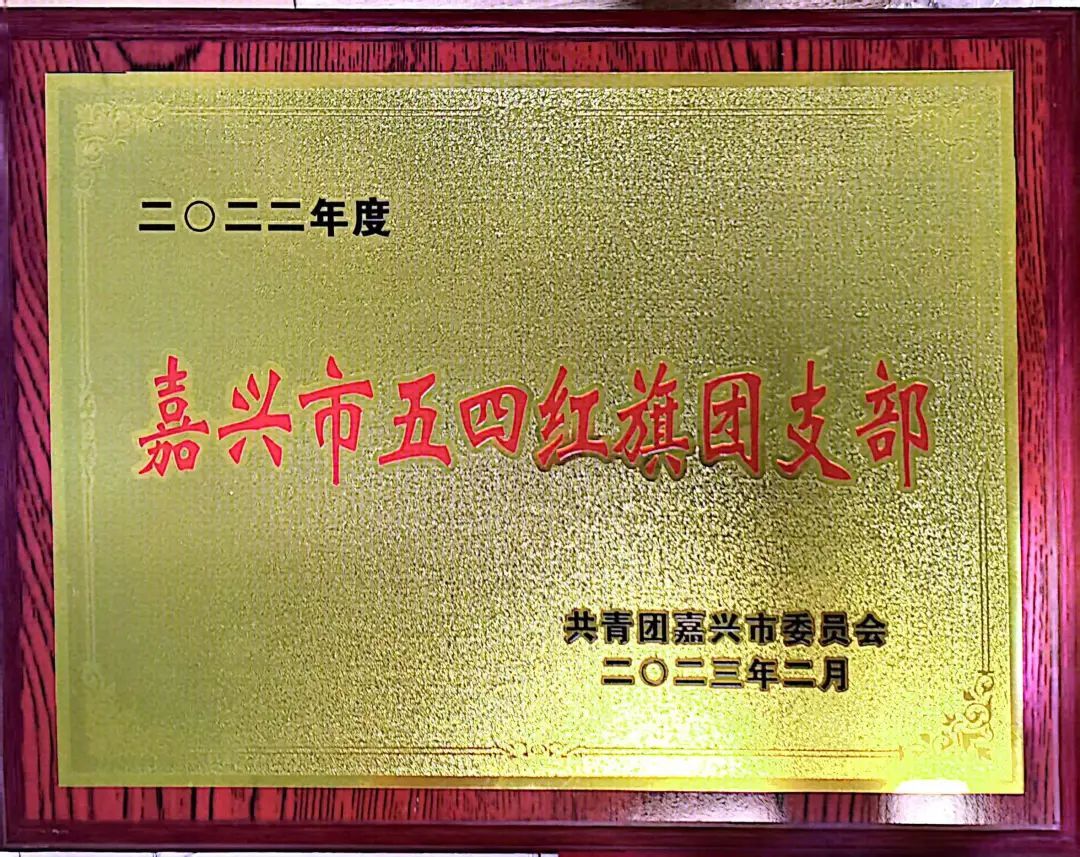 二〇二二年度
嘉兴市五四红旗团支部
共青团嘉兴市委员会
二〇二三年二月